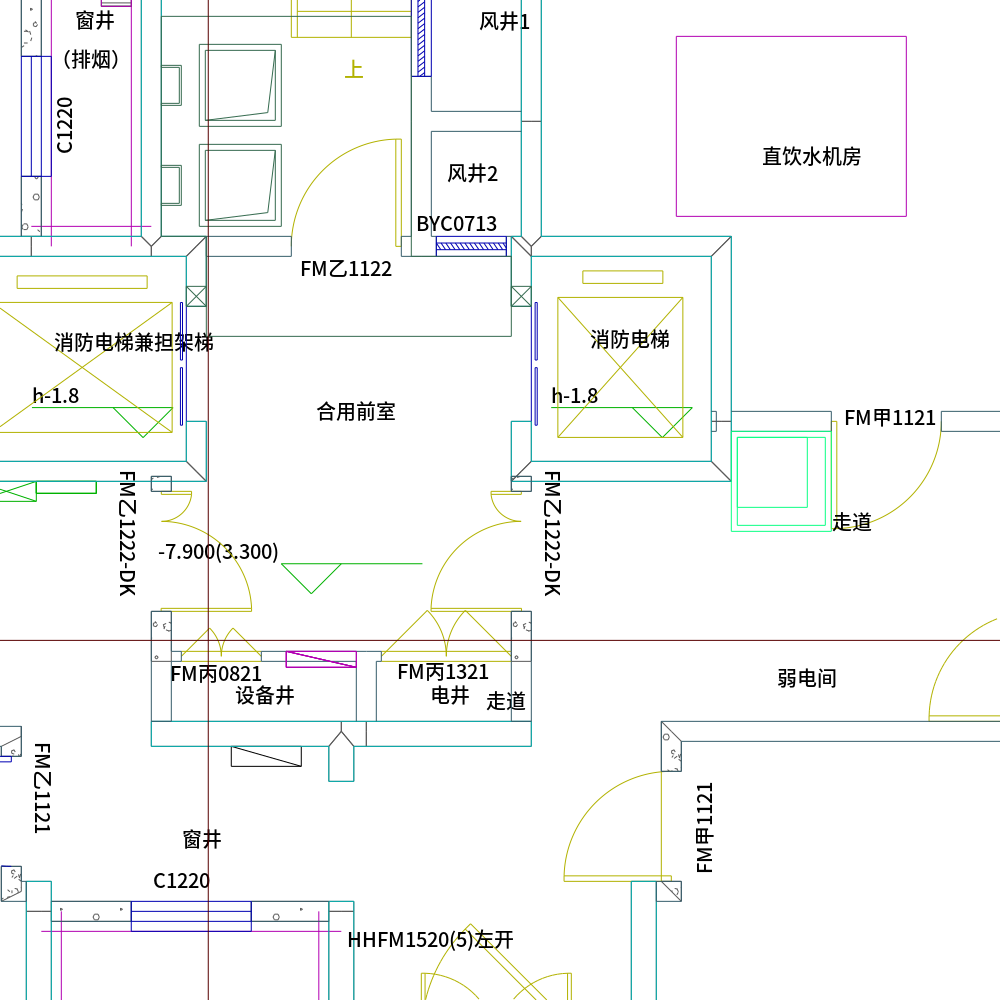 窗井
（排烟）
C1220
上
风井1
风井2
BYC0713
直饮水机房
FM乙1122
消防电梯兼担架梯
h-1.8
合用前室
消防电梯
h-1.8
FM甲1121
走道
FM乙1222-DK
FM乙1222-DK
-7.900(3.300)
FM丙0821
设备井
FM丙1321
电井
走道
弱电间
FM乙1121
FM甲1121
窗井
C1220
HHFM1520(5)左开